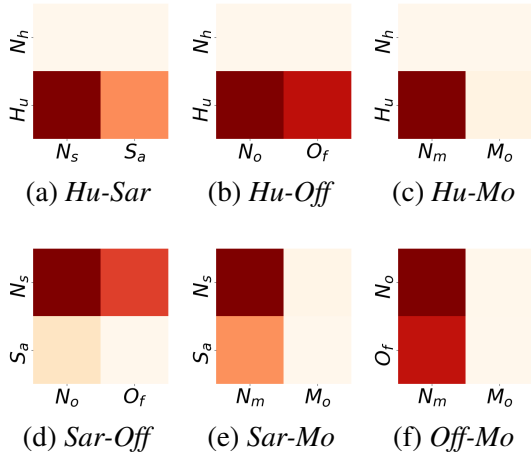 N_h
H_u
N_s S_a
(a) Hu-Sar
N_h
H_u
N_o O_f
(b) Hu-Off
N_h
H_u
N_m M_o
(c) Hu-Mo
N_s
S_a
N_o O_f
(d) Sar-Off
N_s
S_a
N_m M_o
(e) Sar-Mo
N_o
O_f
N_m M_o
(f) Off-Mo